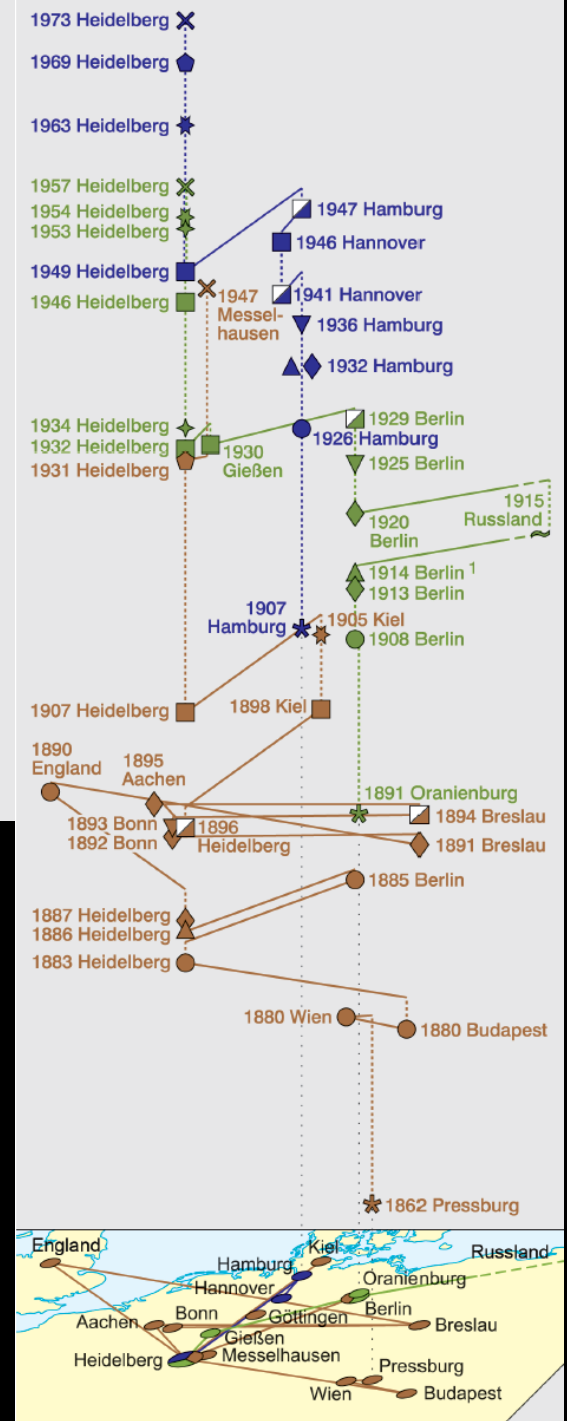 1973 Heidelberg
1969 Heidelberg
1963 Heidelberg
1957 Heidelberg
1954 Heidelberg
1953 Heidelberg
1947 Hamburg
1946 Hannover
1949 Heidelberg
1947
Messel-
hausen
1941 Hannover
1946 Heidelberg
1936 Hamburg
1932 Hamburg
1934 Heidelberg
1929 Berlin
1926 Hamburg
1932 Heidelberg
1930
Gießen
1931 Heidelberg
1925 Berlin
1915
Russland
1920
Berlin
1914 Berlin 1
1913 Berlin
1907
Hamburg
1905 Kiel
1908 Berlin
1907 Heidelberg
1898 Kiel
1890
England
1895
Aachen
1891 Oranienburg
1894 Breslau
1893 Bonn
1896
Heidelberg
1892 Bonn
1891 Breslau
1885 Berlin
1887 Heidelberg
1886 Heidelberg
1883 Heidelberg
1880 Wien
1880 Budapest
1862 Pressburg
England
Kiel
Russland
Hamburg
Oranienburg
Hannover
Berlin
Aachen
Bonn
Göttingen
Breslau
Gießen
Heidelberg
Messelhausen
Pressburg
Wien
Budapest